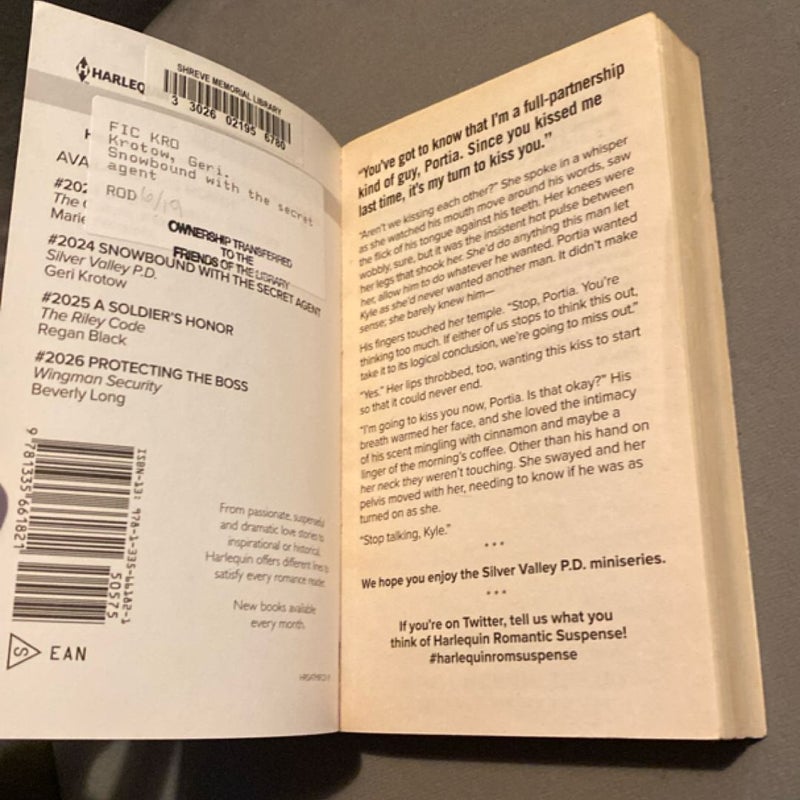 HARLEQ
SHREVE MEMORIAL LIBRARY
3 3026 02195 6780
FIC KRO
Krotow, Geri.
Snowbound with the secret
agent
ROD 6/19
OWNERSHIP TRANSFERRED
TO THE
FRIENDS OF THE LIBRARY
H
AVA
#202
The
Marie
#2024 SNOWBOUND WITH THE SECRET AGENT
Silver Valley P.D.
Geri Krotow
#2025 A SOLDIER'S HONOR
The Riley Code
Regan Black
#2026 PROTECTING THE BOSS
Wingman Security
Beverly Long
9 781335 661821
ISBN-13: 978-1-335-66182-1
50575
S EAN
From passionate, suspenseful
and dramatic love stories to
inspirational or historical,
Harlequin offers different lines to
satisfy every romance reader.
New books available
every month.
"You've got to know that I'm a full-partnership
kind of guy, Portia. Since you kissed me
last time, it's my turn to kiss you."
"Aren't we kissing each other?" She spoke in a whisper
as she watched his mouth move around his words, saw
the flick of his tongue against his teeth. Her knees were
wobbly, sure, but it was the insistent hot pulse between
her legs that shook her. She'd do anything this man let
her, allow him to do whatever he wanted. Portia wanted
Kyle as she'd never wanted another man. It didn't make
sense; she barely knew him—
His fingers touched her temple. "Stop, Portia. You're
thinking too much. If either of us stops to think this out,
take it to its logical conclusion, we're going to miss out."
"Yes." Her lips throbbed, too, wanting this kiss to start
so that it could never end.
"I'm going to kiss you now, Portia. Is that okay?" His
breath warmed her face, and she loved the intimacy
of his scent mingling with cinnamon and maybe a
linger of the morning's coffee. Other than his hand on
her neck they weren't touching. She swayed and her
pelvis moved with her, needing to know if he was as
turned on as she.
"Stop talking, Kyle."
* * *
We hope you enjoy the Silver Valley P.D. miniseries.
* * *
If you're on Twitter, tell us what you
think of Harlequin Romantic Suspense!
#harlequinromsuspense